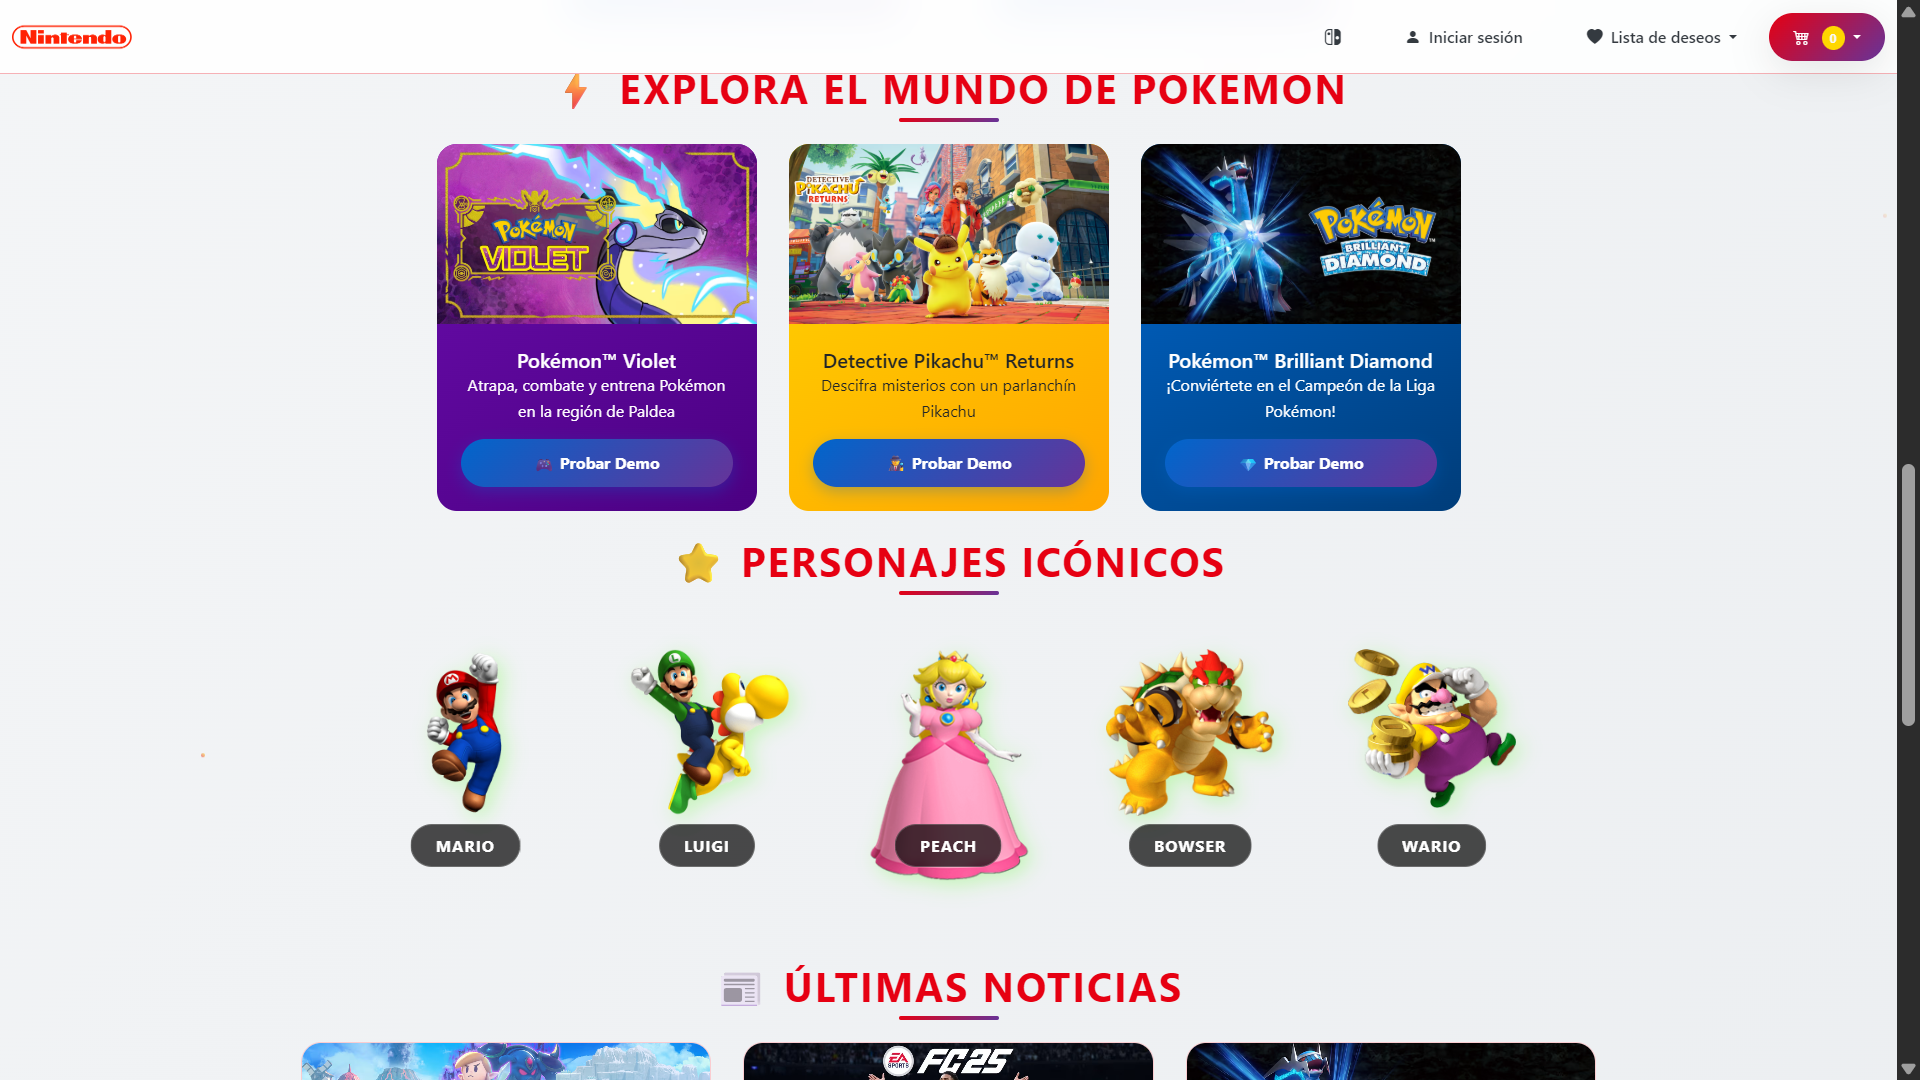 Nintendo
Iniciar sesión
Lista de deseos
0
EXPLORA EL MUNDO DE POKEMON
POKéMON
VIOLET
DETECTIVE
PIKACHU
RETURNS
POKéMON
BRILLIANT
DIAMOND
Pokémon™ Violet
Atrapa, combate y entrena Pokémon
en la región de Paldea
Probar Demo
Detective Pikachu™ Returns
Descifra misterios con un parlanchín
Pikachu
Probar Demo
Pokémon™ Brilliant Diamond
¡Conviértete en el Campeón de la Liga
Pokémon!
Probar Demo
PERSONAJES ICÓNICOS
MARIO
LUIGI
PEACH
BOWSER
WARIO
ÚLTIMAS NOTICIAS
EA
SPORTS
FC25